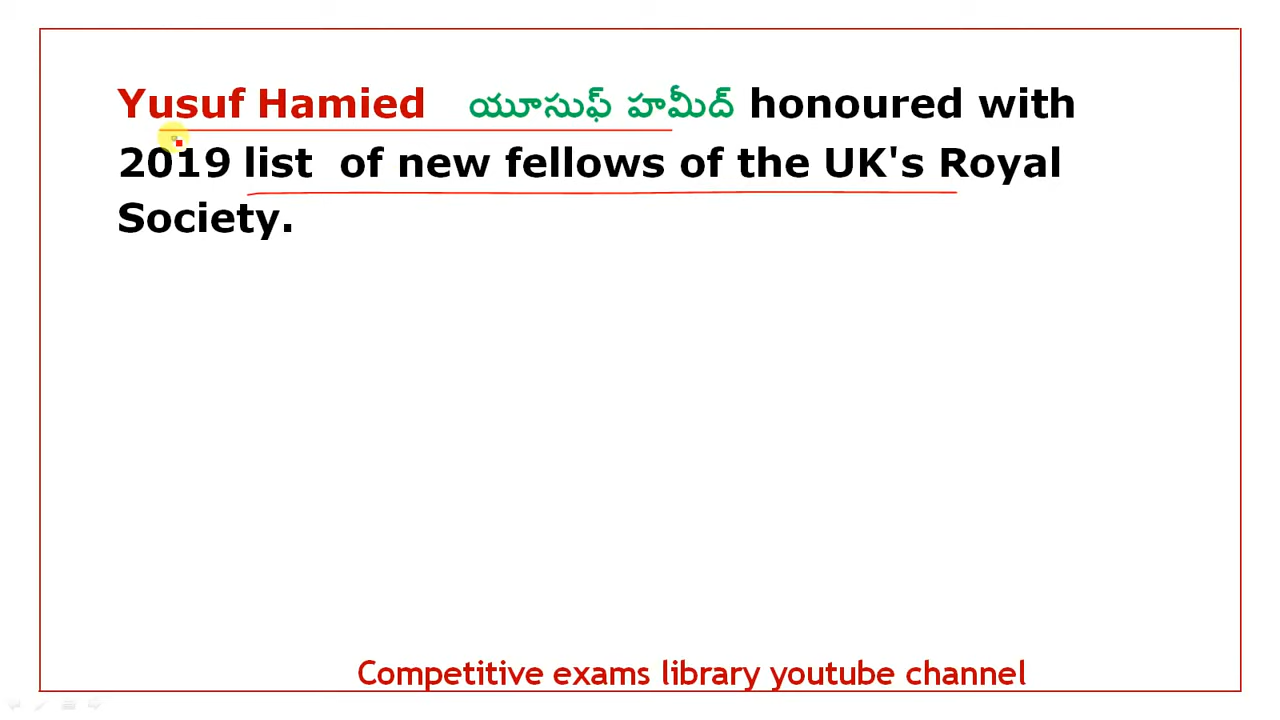 Yusuf Hamied యూసుఫ్ హమీద్ honoured with
2019 list of new fellows of the UK's Royal
Society.
Competitive exams library youtube channel